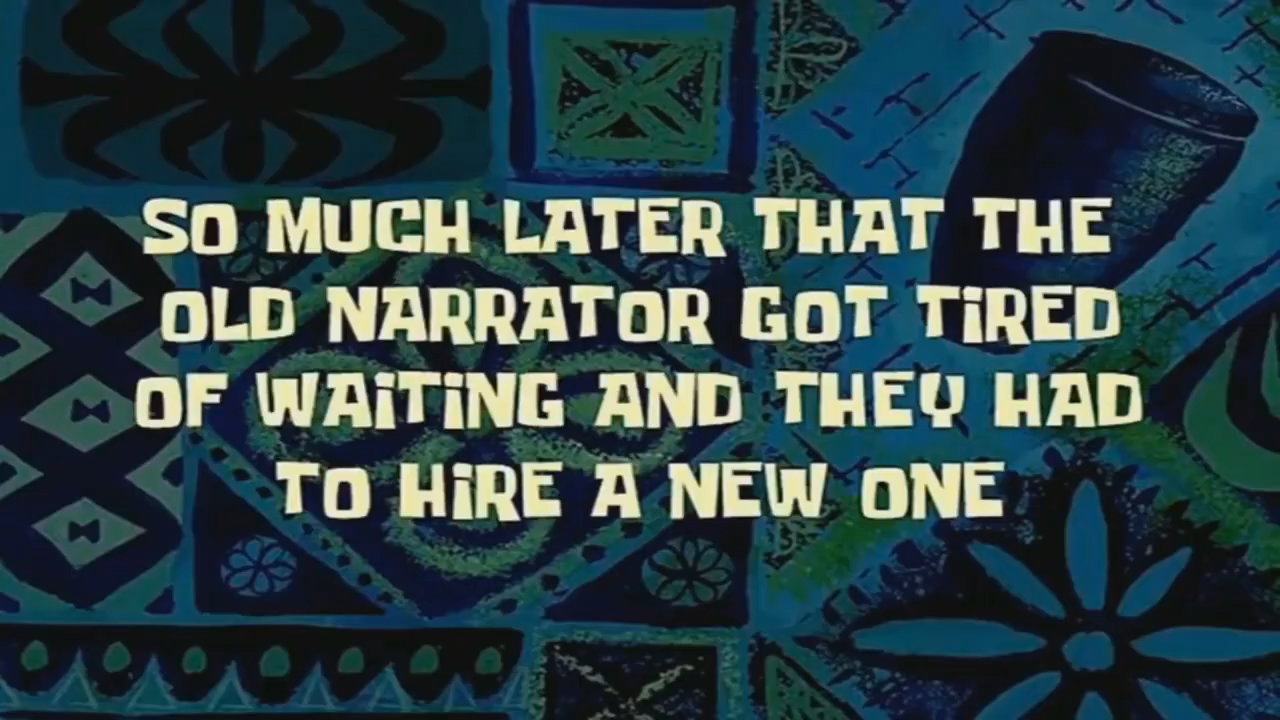 SO MUCH LATER THAT THE
OLD NARRATOR GOT TiRED
OF WAiTiNG AND THEY HAD
TO HiRE A NEW ONE